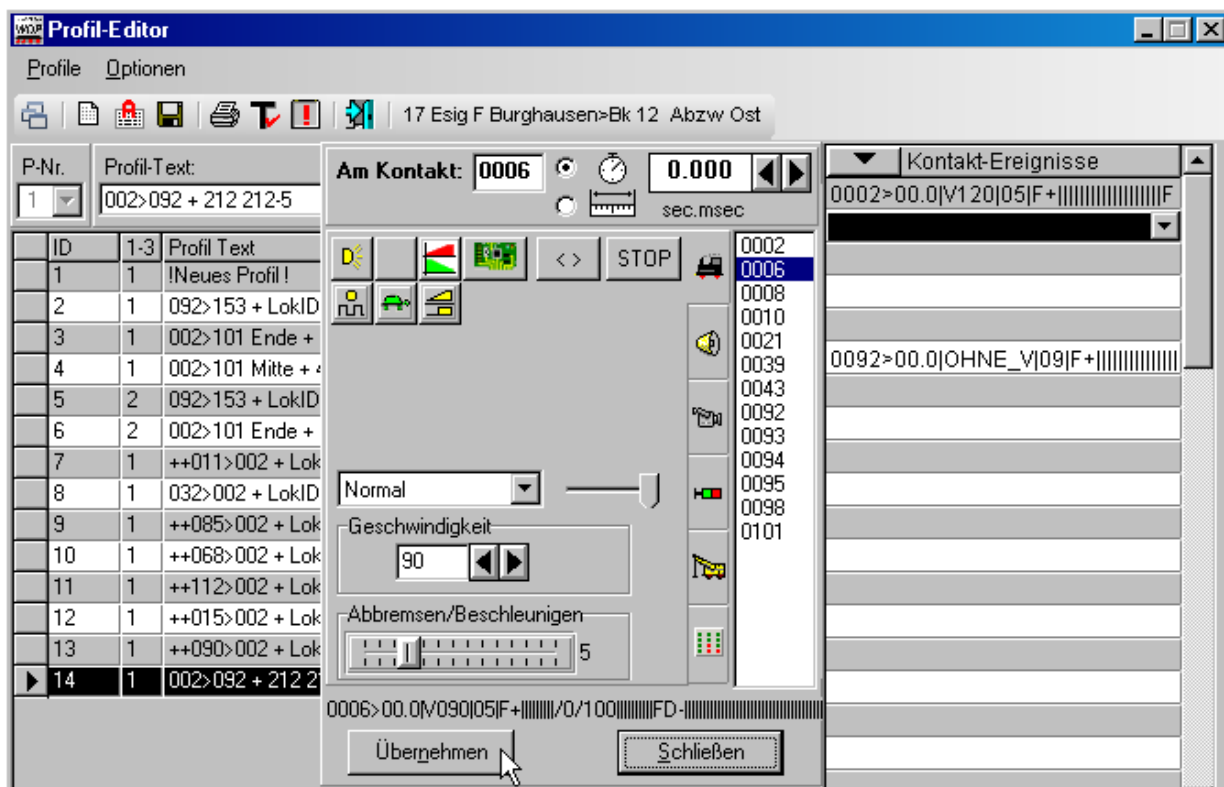 WDP Profil-Editor
Profile Optionen
17 Esig F Burghausen>Bk 12 Abzw Ost
P-Nr. Profil-Text:
1 002>092 + 212 212-5
ID 1-3 Profil Text
1 1 !Neues Profil !
2 1 092>153 + LokID
3 1 002>101 Ende +
4 1 002>101 Mitte +
5 2 092>153 + LokID
6 2 002>101 Ende +
7 1 ++011>002 + Lok
8 1 032>002 + LokID
9 1 ++085>002 + Lok
10 1 ++068>002 + Lok
11 1 ++112>002 + Lok
12 1 ++015>002 + Lok
13 1 ++090>002 + Lok
14 1 002>092 + 212 2
Am Kontakt: 0006 0.000
sec.msec
D < > STOP
Normal
Geschwindigkeit
90
Abbremsen/Beschleunigen
5
0002
0006
0008
0010
0021
0039
0043
0092
0093
0094
0095
0098
0101
0006>00.0|V090|05|F+||||||||/0/100|||||||||FD-||||||||||||||||||||||||||||
Übernehmen Schließen
Kontakt-Ereignisse
0002>00.0|V120|05|F+|||||||||||||||||||F
0092>00.0|OHNE_V|09|F+|||||||||||||||